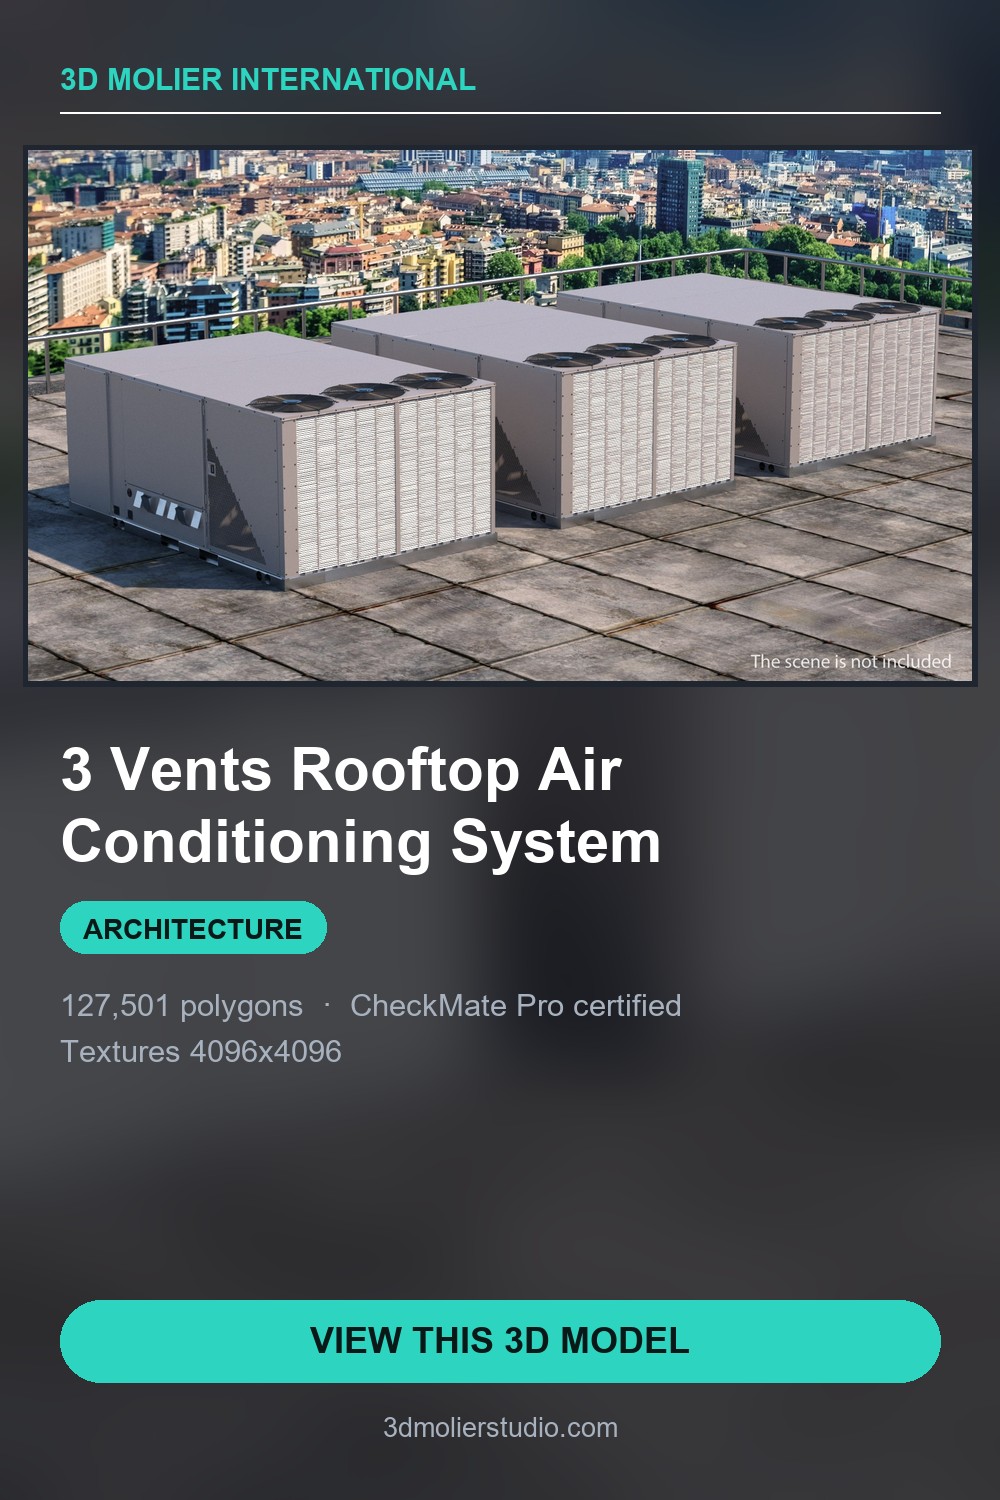 3D MOLIER INTERNATIONAL
The scene is not included
3 Vents Rooftop Air
Conditioning System
ARCHITECTURE
127,501 polygons · CheckMate Pro certified
Textures 4096x4096
VIEW THIS 3D MODEL
3dmolierstudio.com